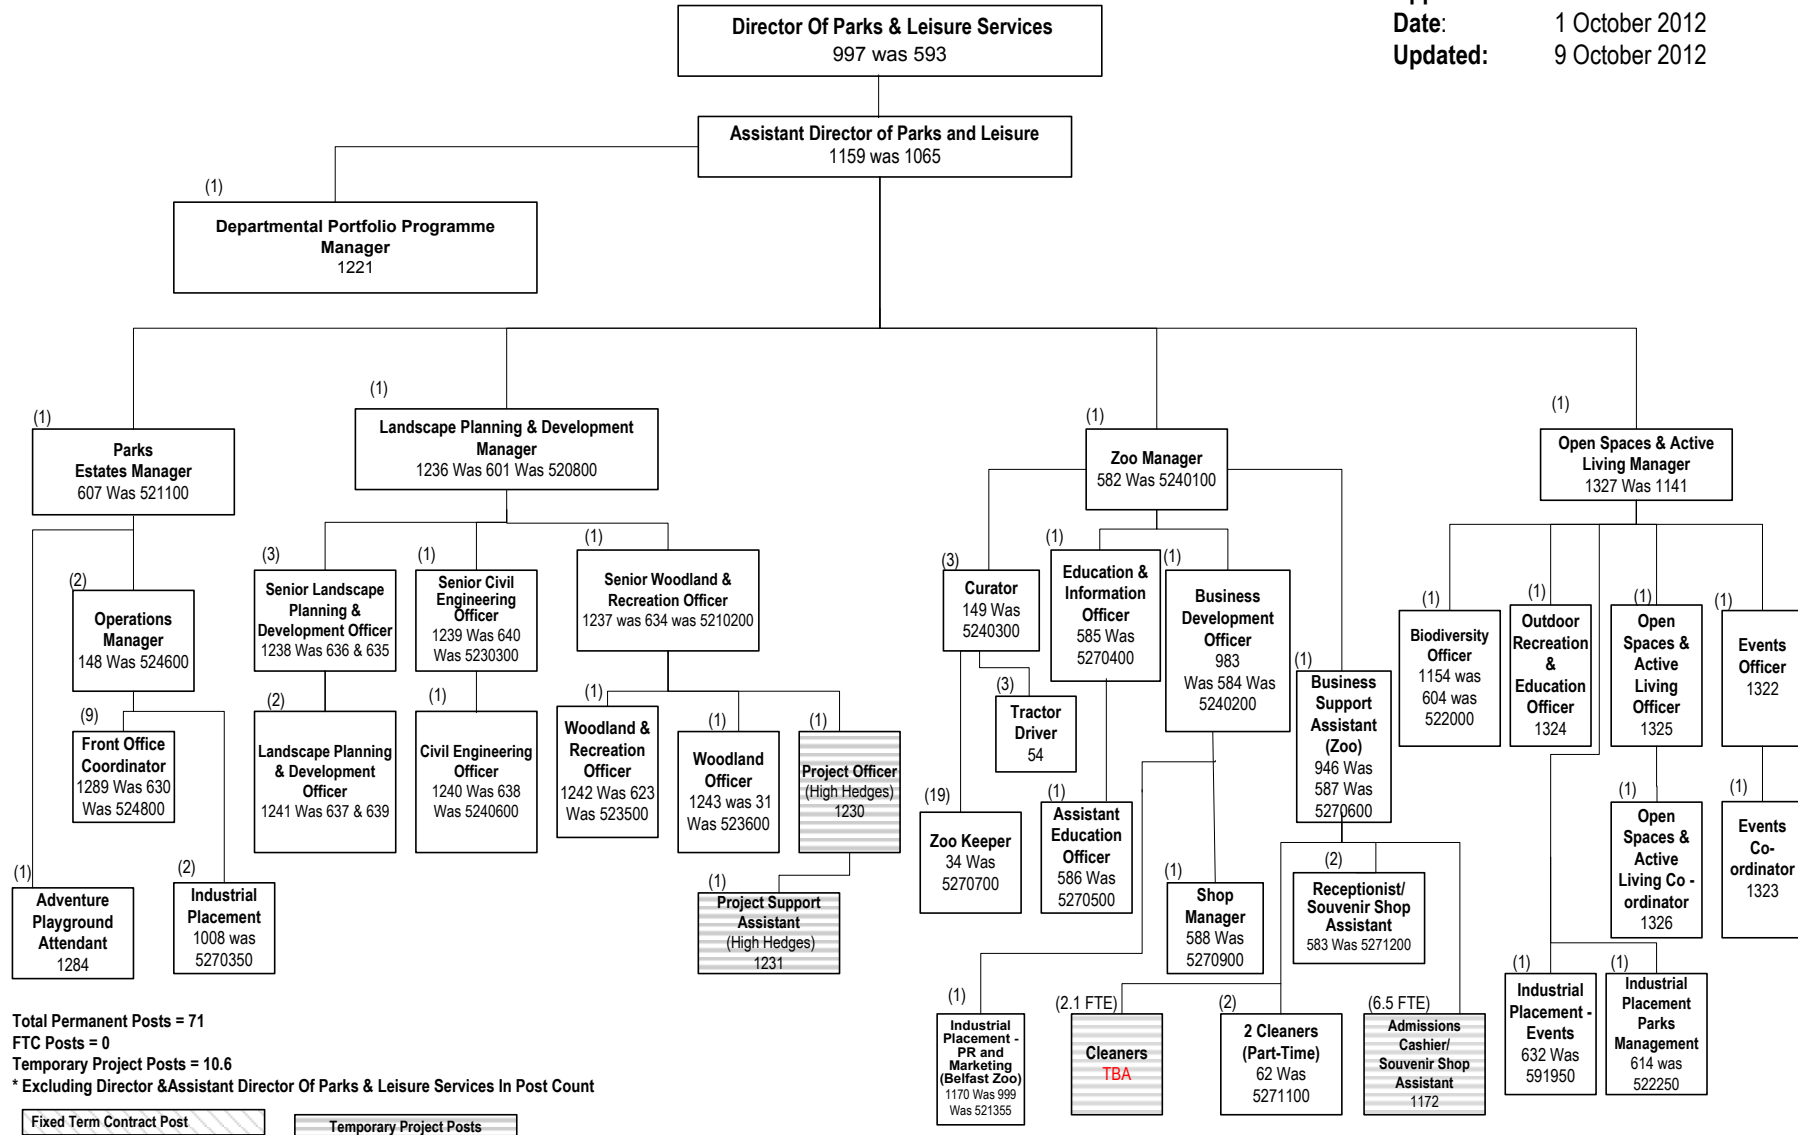 Director Of Parks & Leisure Services
997 was 593
Date: 1 October 2012
Updated: 9 October 2012
Assistant Director of Parks and Leisure
1159 was 1065
(1)
Departmental Portfolio Programme
Manager
1221
(1)
Parks
Estates Manager
607 Was 521100
(1)
Landscape Planning & Development
Manager
1236 Was 601 Was 520800
(1)
Zoo Manager
582 Was 5240100
(1)
Open Spaces & Active
Living Manager
1327 Was 1141
(2)
Operations
Manager
148 Was 524600
(9)
Front Office
Coordinator
1289 Was 630
Was 524800
(1)
Adventure
Playground
Attendant
1284
(2)
Industrial
Placement
1008 was
5270350
(3)
Senior Landscape
Planning &
Development Officer
1238 Was 636 & 635
(2)
Landscape Planning
& Development
Officer
1241 Was 637 & 639
(1)
Senior Civil
Engineering
Officer
1239 Was 640
Was 5230300
(1)
Civil Engineering
Officer
1240 Was 638
Was 5240600
(1)
Senior Woodland &
Recreation Officer
1237 was 634 was 5210200
(1)
Woodland &
Recreation
Officer
1242 Was 623
Was 523500
(1)
Woodland
Officer
1243 was 31
Was 523600
(1)
Project Officer
(High Hedges)
1230
(1)
Project Support
Assistant
(High Hedges)
1231
(3)
Curator
149 Was
5240300
(3)
Tractor
Driver
54
(19)
Zoo Keeper
34 Was
5270700
(1)
Education &
Information
Officer
585 Was
5270400
(1)
Assistant
Education
Officer
586 Was
5270500
(1)
Business
Development
Officer
983
Was 584 Was
5240200
(1)
Shop
Manager
588 Was
5270900
(1)
Industrial
Placement -
PR and
Marketing
(Belfast Zoo)
1170 Was 999
Was 521355
(1)
Business
Support
Assistant
(Zoo)
946 Was
587 Was
5270600
(2)
Receptionist/
Souvenir Shop
Assistant
583 Was 5271200
(2.1 FTE)
Cleaners
TBA
(2)
2 Cleaners
(Part-Time)
62 Was
5271100
(6.5 FTE)
Admissions
Cashier/
Souvenir Shop
Assistant
1172
(1)
Biodiversity
Officer
1154 was
604 was
522000
(1)
Outdoor
Recreation
&
Education
Officer
1324
(1)
Open
Spaces &
Active
Living
Officer
1325
(1)
Open
Spaces &
Active
Living Co -
ordinator
1326
(1)
Events
Officer
1322
(1)
Events
Co-
ordinator
1323
(1)
Industrial
Placement -
Events
632 Was
591950
(1)
Industrial
Placement
Parks
Management
614 was
522250
Total Permanent Posts = 71
FTC Posts = 0
Temporary Project Posts = 10.6
* Excluding Director &Assistant Director Of Parks & Leisure Services In Post Count
Fixed Term Contract Post
Temporary Project Posts